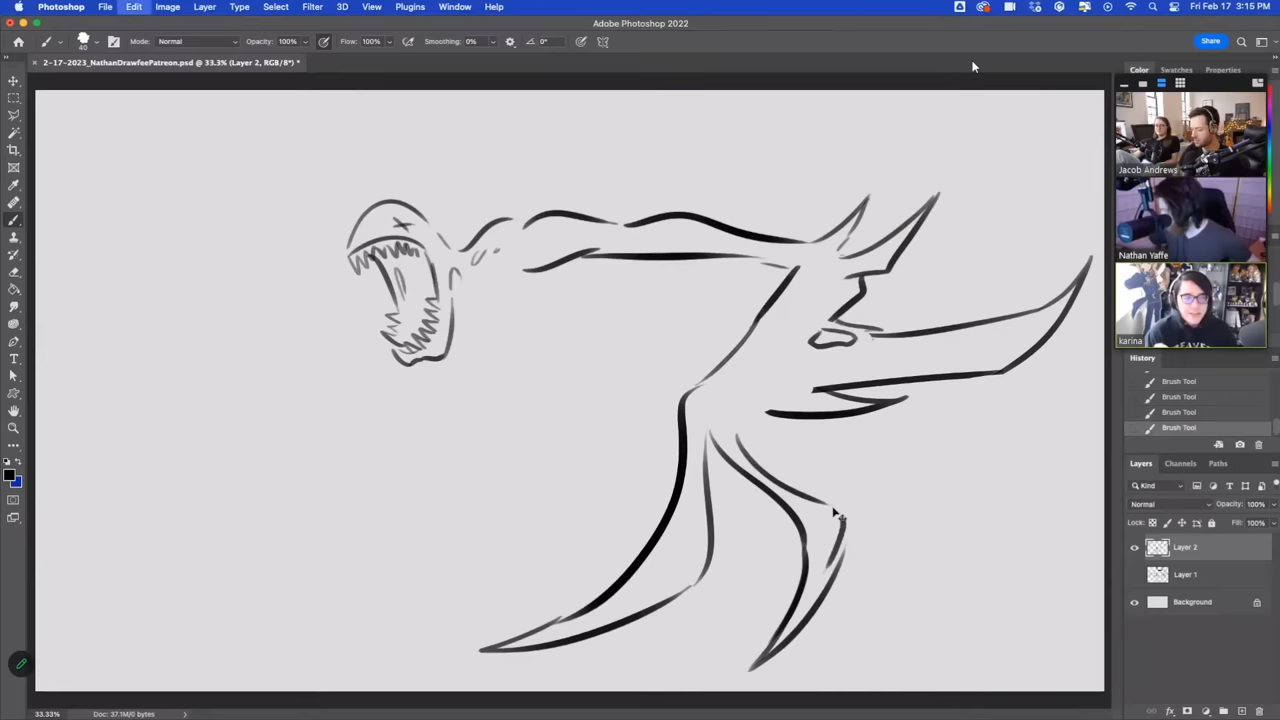 Photoshop File Edit Image Layer Type Select Filter 3D View Plugins Window Help Fri Feb 17 3:15 PM
Adobe Photoshop 2022
40 Mode: Normal Opacity: 100% Flow: 100% Smoothing: 0% 0° Share
2-17-2023_NathanDrawfeePatreon.psd @ 33.3% (Layer 2, RGB/8*) *
Color Swatches Properties
Jacob Andrews
Nathan Yaffe
karina
History
Brush Tool
Brush Tool
Brush Tool
Brush Tool
Layers Channels Paths
Kind
Normal Opacity: 100%
Lock: Fill: 100%
Layer 2
Layer 1
Background
33.33% Doc: 37.1M/0 bytes